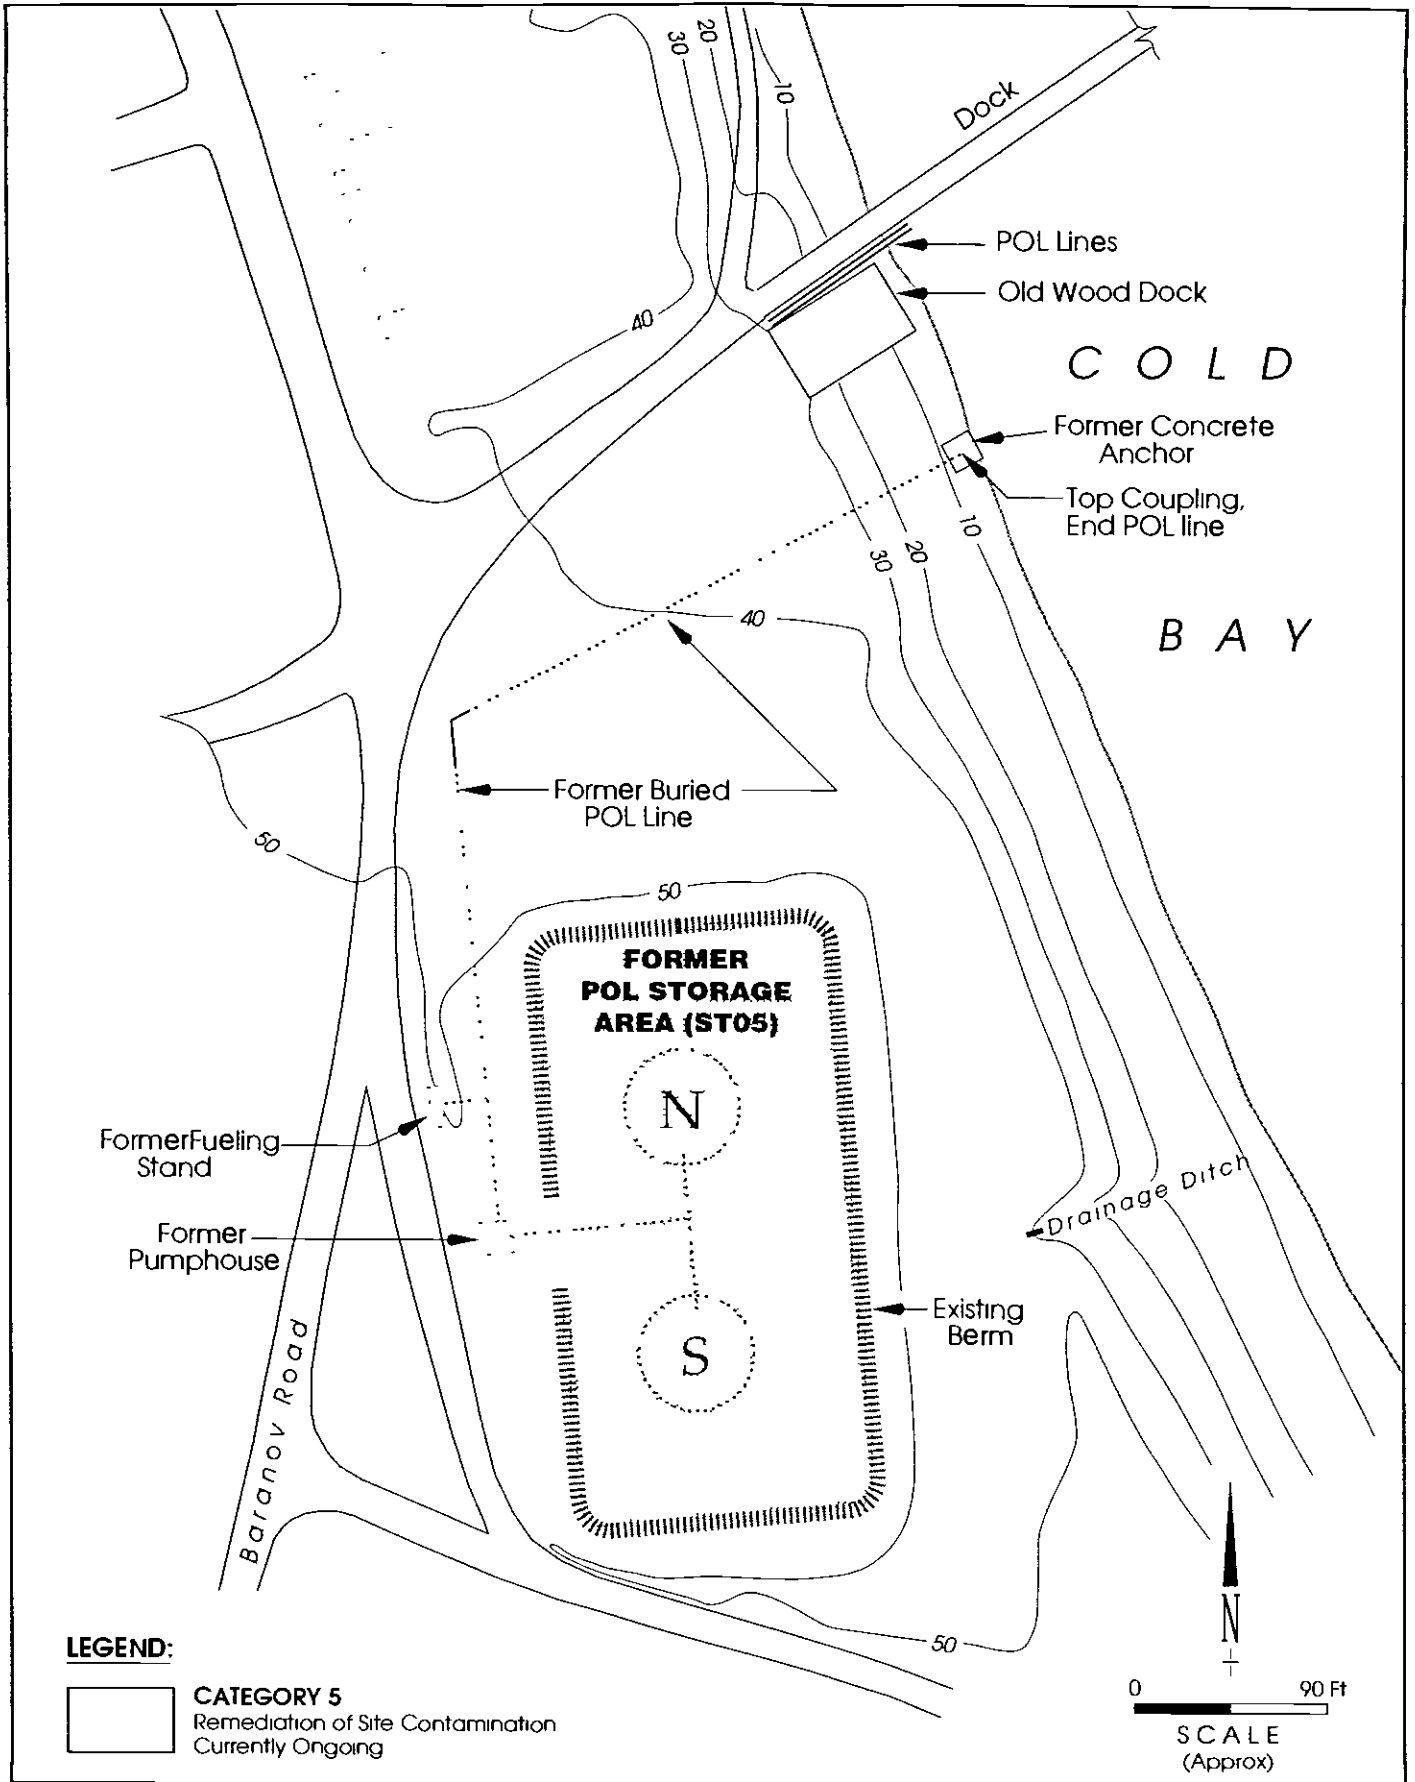 30
20
10
Dock
POL Lines
Old Wood Dock
40
COLD
Former Concrete
Anchor
Top Coupling,
End POL line
10
20
30
40
BAY
Former Buried
POL Line
50
50
FORMER
POL STORAGE
AREA (ST05)
N
FormerFueling
Stand
Drainage Ditch
Former
Pumphouse
Existing
Berm
S
Baranov Road
N
50
LEGEND:
CATEGORY 5
Remediation of Site Contamination
Currently Ongoing
0 90 Ft
SCALE
(Approx)